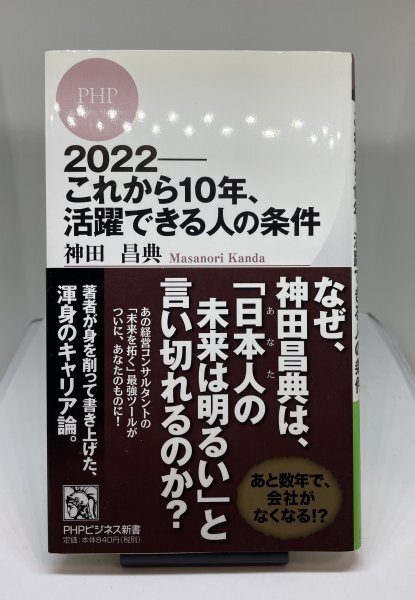 PHP
2022―
これから10年、
活躍できる人の条件
神田 昌典 Masanori Kanda
なぜ、
神田昌典は、
「日本人の
あなた
未来は明るい」と
言い切れるのか?
あの経営コンサルタントの
「未来を拓く」最強ツールが
ついに、あなたのものに!
著者が身を削って書き上げた、
渾身のキャリア論。
あと数年で、
会社が
なくなる!?
PHPビジネス新書
定価:本体840円(税別)